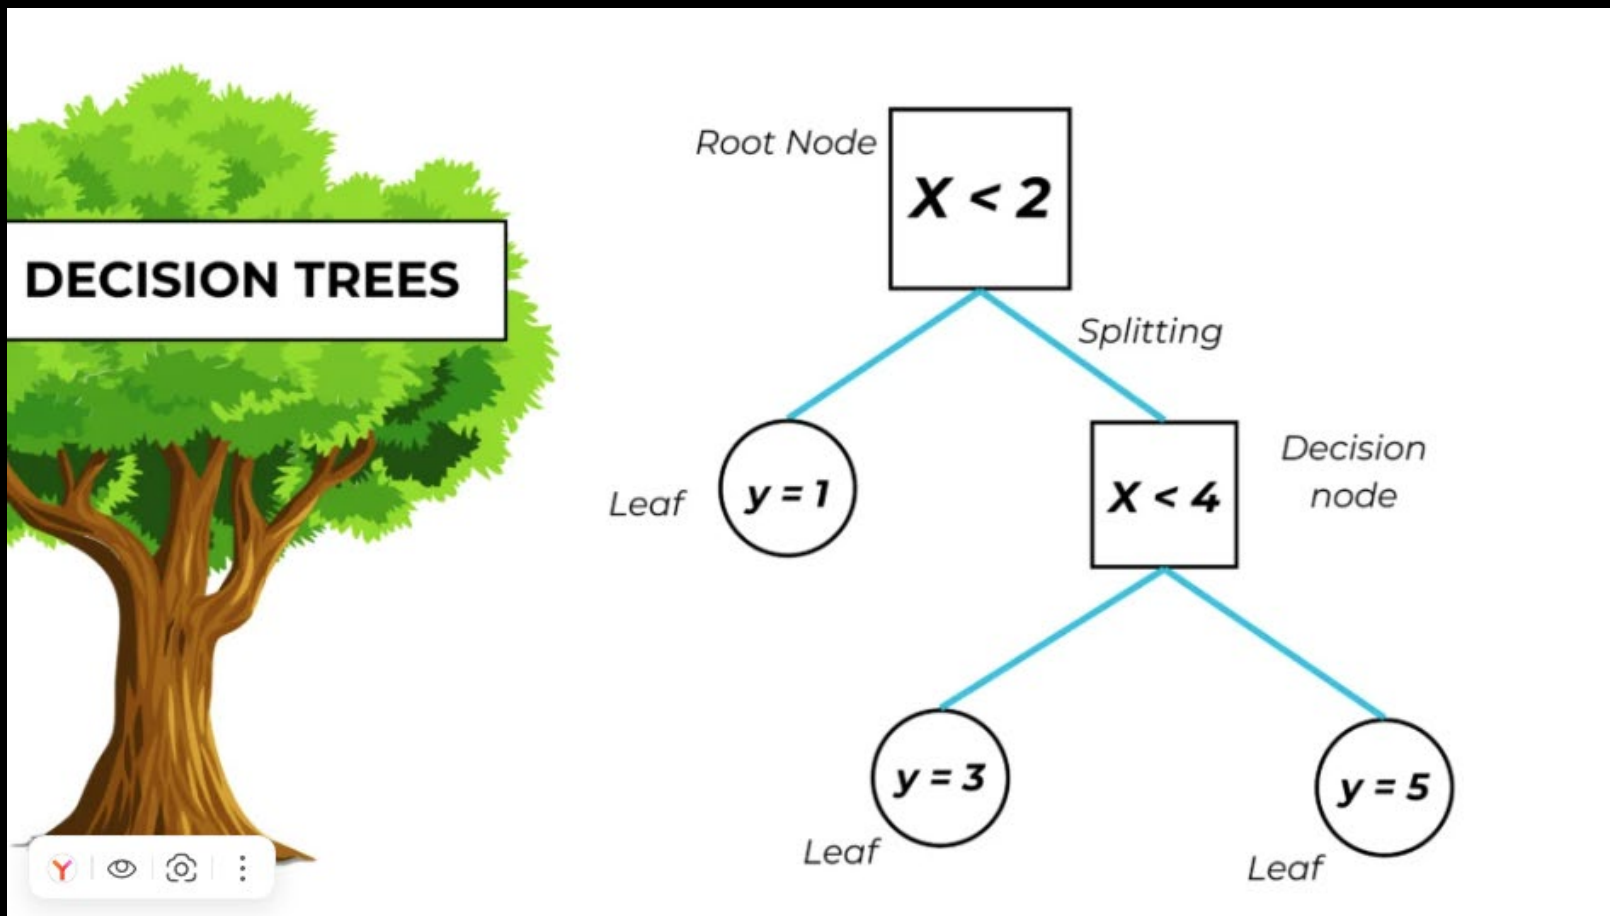 DECISION TREES
Root Node
X < 2
Splitting
Leaf
y = 1
X < 4
Decision
node
y = 3
Leaf
y = 5
Leaf
Y